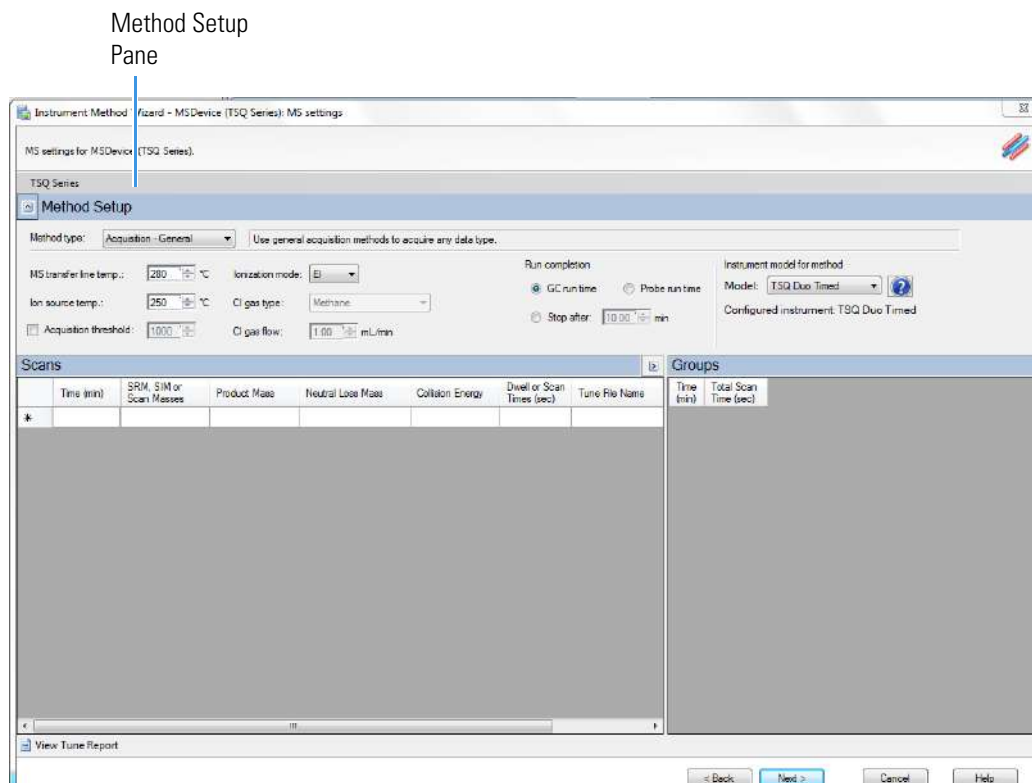 Method Setup
Pane
Instrument Method Wizard - MSDevice (TSQ Series): MS settings
MS settings for MSDevice (TSQ Series).
TSQ Series
Method Setup
Method type: Acquisition - General Use general acquisition methods to acquire any data type.
Run completion Instrument model for method
MS transfer line temp.: 280 °C Ionization mode: EI GC run time Probe run time Model: TSQ Duo Timed
Ion source temp.: 250 °C CI gas type: Methane Stop after: 10.00 min Configured instrument: TSQ Duo Timed
Acquisition threshold: 1000 CI gas flow: 1.00 mL/min
Scans Groups
Time (min) SRM, SIM or Scan Masses Product Mass Neutral Loss Mass Collision Energy Dwell or Scan Times (sec) Tune File Name Time (min) Total Scan Time (sec)
View Tune Report
< Back Next > Cancel Help